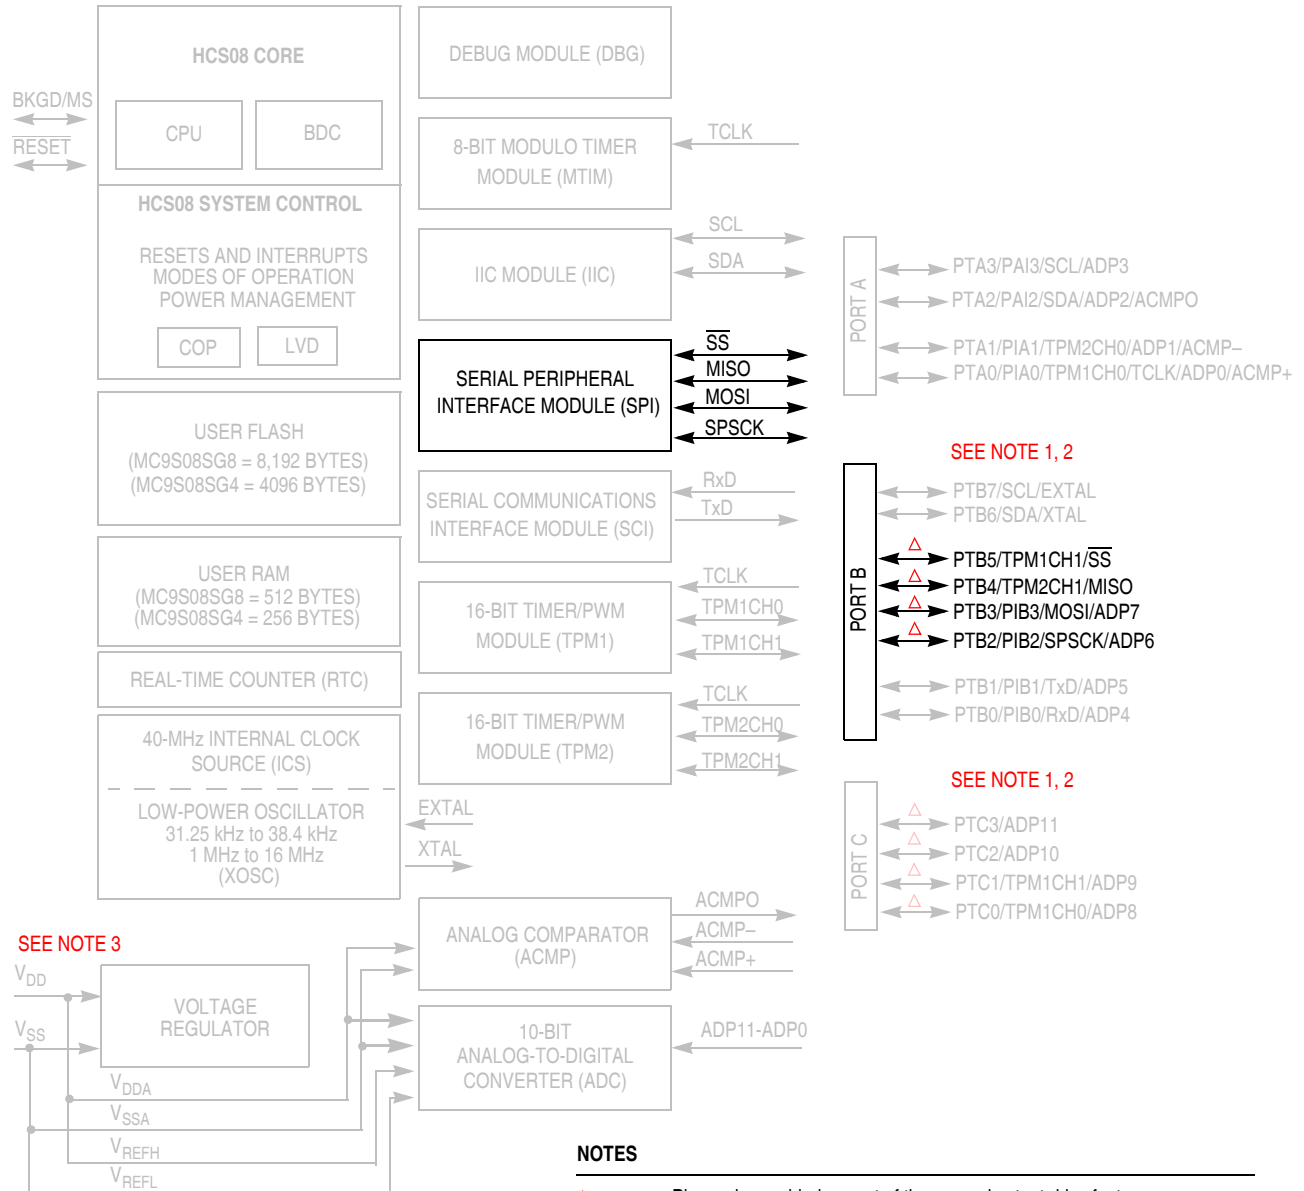 HCS08 CORE
BKGD/MS
RESET
CPU
BDC
HCS08 SYSTEM CONTROL
RESETS AND INTERRUPTS
MODES OF OPERATION
POWER MANAGEMENT
COP
LVD
USER FLASH
(MC9S08SG8 = 8,192 BYTES)
(MC9S08SG4 = 4096 BYTES)
USER RAM
(MC9S08SG8 = 512 BYTES)
(MC9S08SG4 = 256 BYTES)
REAL-TIME COUNTER (RTC)
40-MHz INTERNAL CLOCK
SOURCE (ICS)
LOW-POWER OSCILLATOR
31.25 kHz to 38.4 kHz
1 MHz to 16 MHz
(XOSC)
EXTAL
XTAL
SEE NOTE 3
VDD
VSS
VOLTAGE
REGULATOR
VDDA
VSSA
VREFH
VREFL
DEBUG MODULE (DBG)
8-BIT MODULO TIMER
MODULE (MTIM)
TCLK
IIC MODULE (IIC)
SCL
SDA
SERIAL PERIPHERAL
INTERFACE MODULE (SPI)
SS
MISO
MOSI
SPSCK
SERIAL COMMUNICATIONS
INTERFACE MODULE (SCI)
RxD
TxD
16-BIT TIMER/PWM
MODULE (TPM1)
TCLK
TPM1CH0
TPM1CH1
16-BIT TIMER/PWM
MODULE (TPM2)
TCLK
TPM2CH0
TPM2CH1
ANALOG COMPARATOR
(ACMP)
ACMPO
ACMP–
ACMP+
10-BIT
ANALOG-TO-DIGITAL
CONVERTER (ADC)
ADP11-ADP0
PORT A
PTA3/PAI3/SCL/ADP3
PTA2/PAI2/SDA/ADP2/ACMPO
PTA1/PIA1/TPM2CH0/ADP1/ACMP–
PTA0/PIA0/TPM1CH0/TCLK/ADP0/ACMP+
SEE NOTE 1, 2
PORT B
PTB7/SCL/EXTAL
PTB6/SDA/XTAL
PTB5/TPM1CH1/SS
PTB4/TPM2CH1/MISO
PTB3/PIB3/MOSI/ADP7
PTB2/PIB2/SPSCK/ADP6
PTB1/PIB1/TxD/ADP5
PTB0/PIB0/RxD/ADP4
SEE NOTE 1, 2
PORT C
PTC3/ADP11
PTC2/ADP10
PTC1/TPM1CH1/ADP9
PTC0/TPM1CH0/ADP8
NOTES